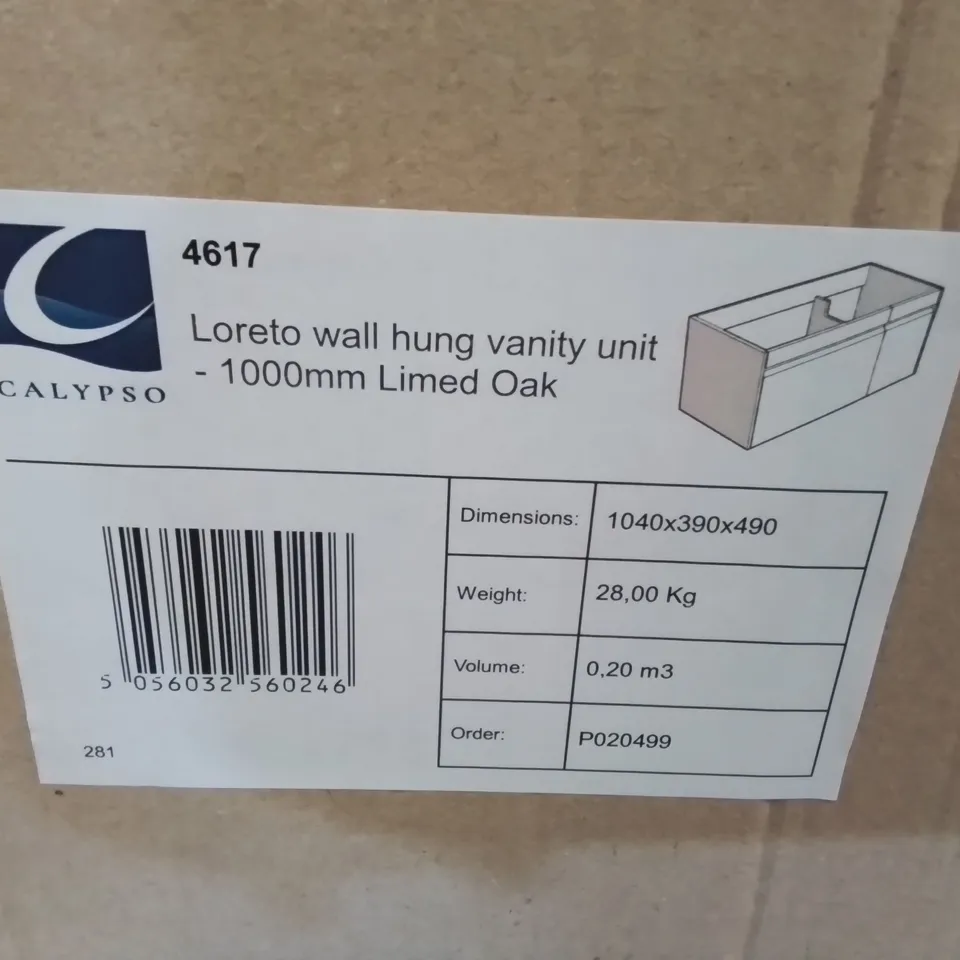 CALYPSO
4617
Loreto wall hung vanity unit
- 1000mm Limed Oak
Dimensions: 1040x390x490
Weight: 28,00 Kg
Volume: 0,20 m3
Order: P020499
5 056032 560246
281